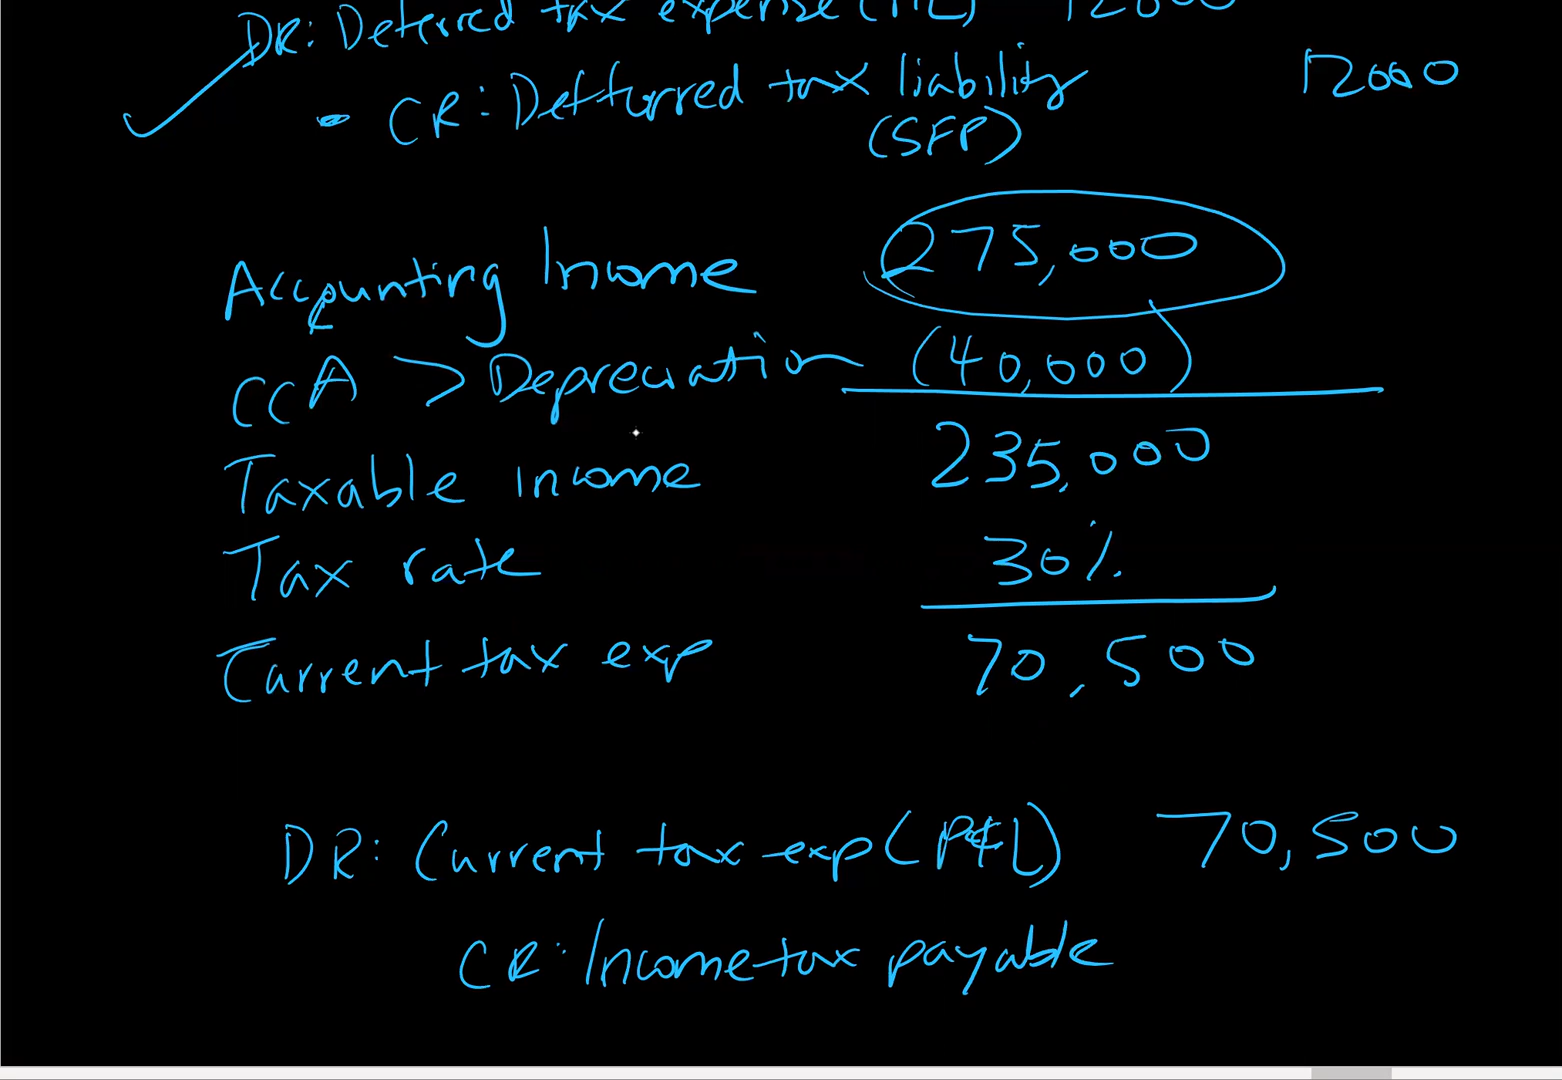 DR: Deferred tax expense (P/L) 12000
- CR: Defturred tax liability 12000
(SFP)
Accounting Income 275,000
CCA > Depreciation (40,000)
Taxable income 235,000
Tax rate 30%
Current tax exp 70,500
DR: Current tax exp (P&L) 70,500
CR: Income tax payable